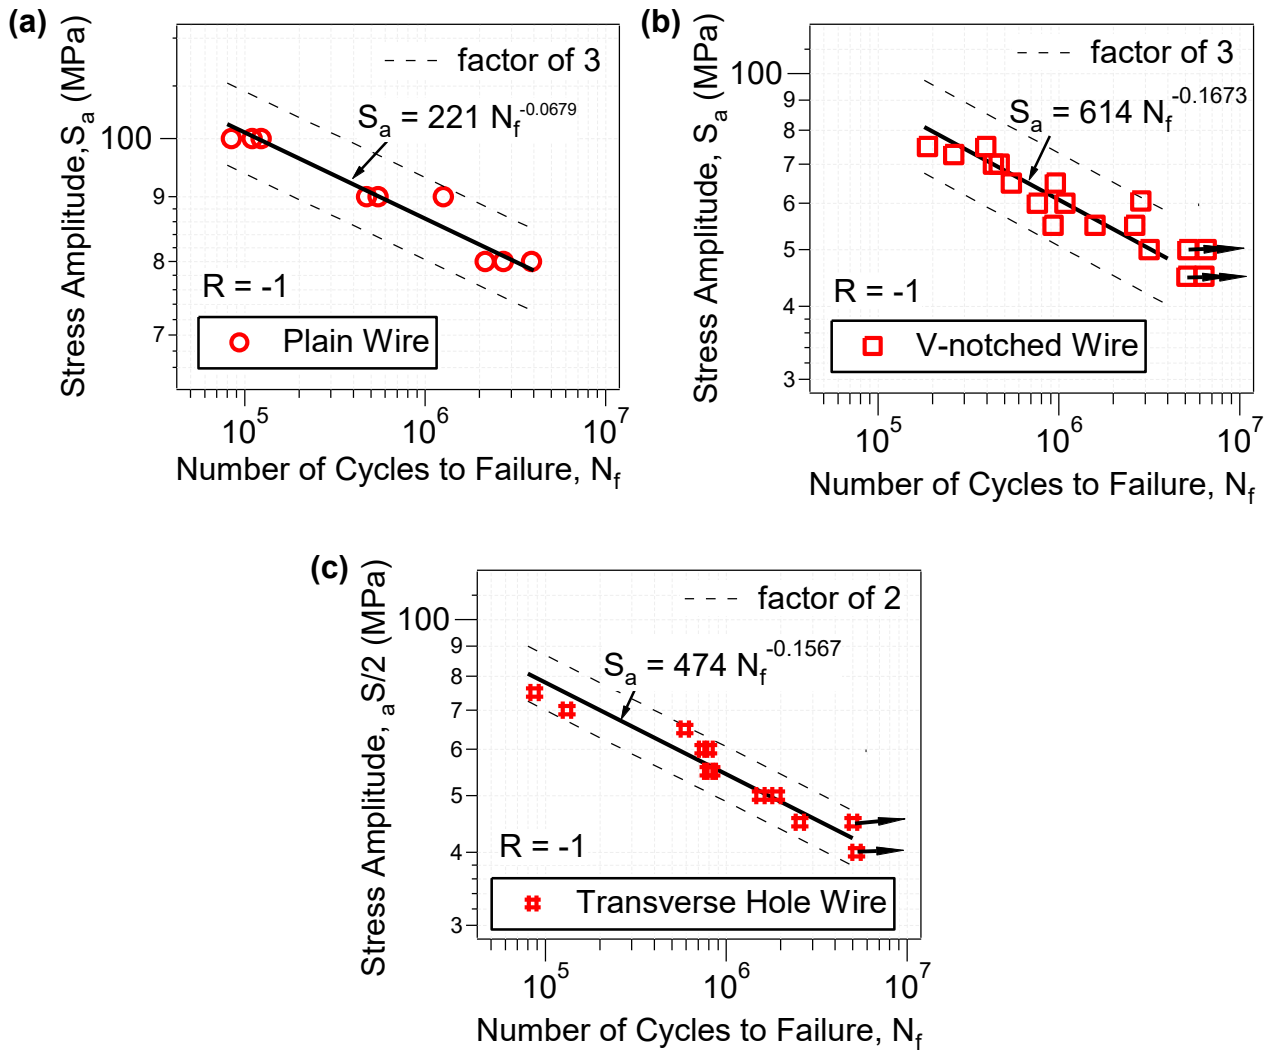 (a)
Stress Amplitude,Sa (MPa)
factor of 3
Sa = 221 Nf-0.0679
100
9
8
7
R = -1
Plain Wire
10^5
10^6
10^7
Number of Cycles to Failure, Nf
(b)
Stress Amplitude, Sa (MPa)
factor of 3
Sa = 614 Nf-0.1673
100
9
8
7
6
5
4
3
R = -1
V-notched Wire
10^5
10^6
10^7
Number of Cycles to Failure, Nf
(c)
Stress Amplitude, aS/2 (MPa)
factor of 2
Sa = 474 Nf-0.1567
100
9
8
7
6
5
4
3
R = -1
Transverse Hole Wire
10^5
10^6
10^7
Number of Cycles to Failure, Nf